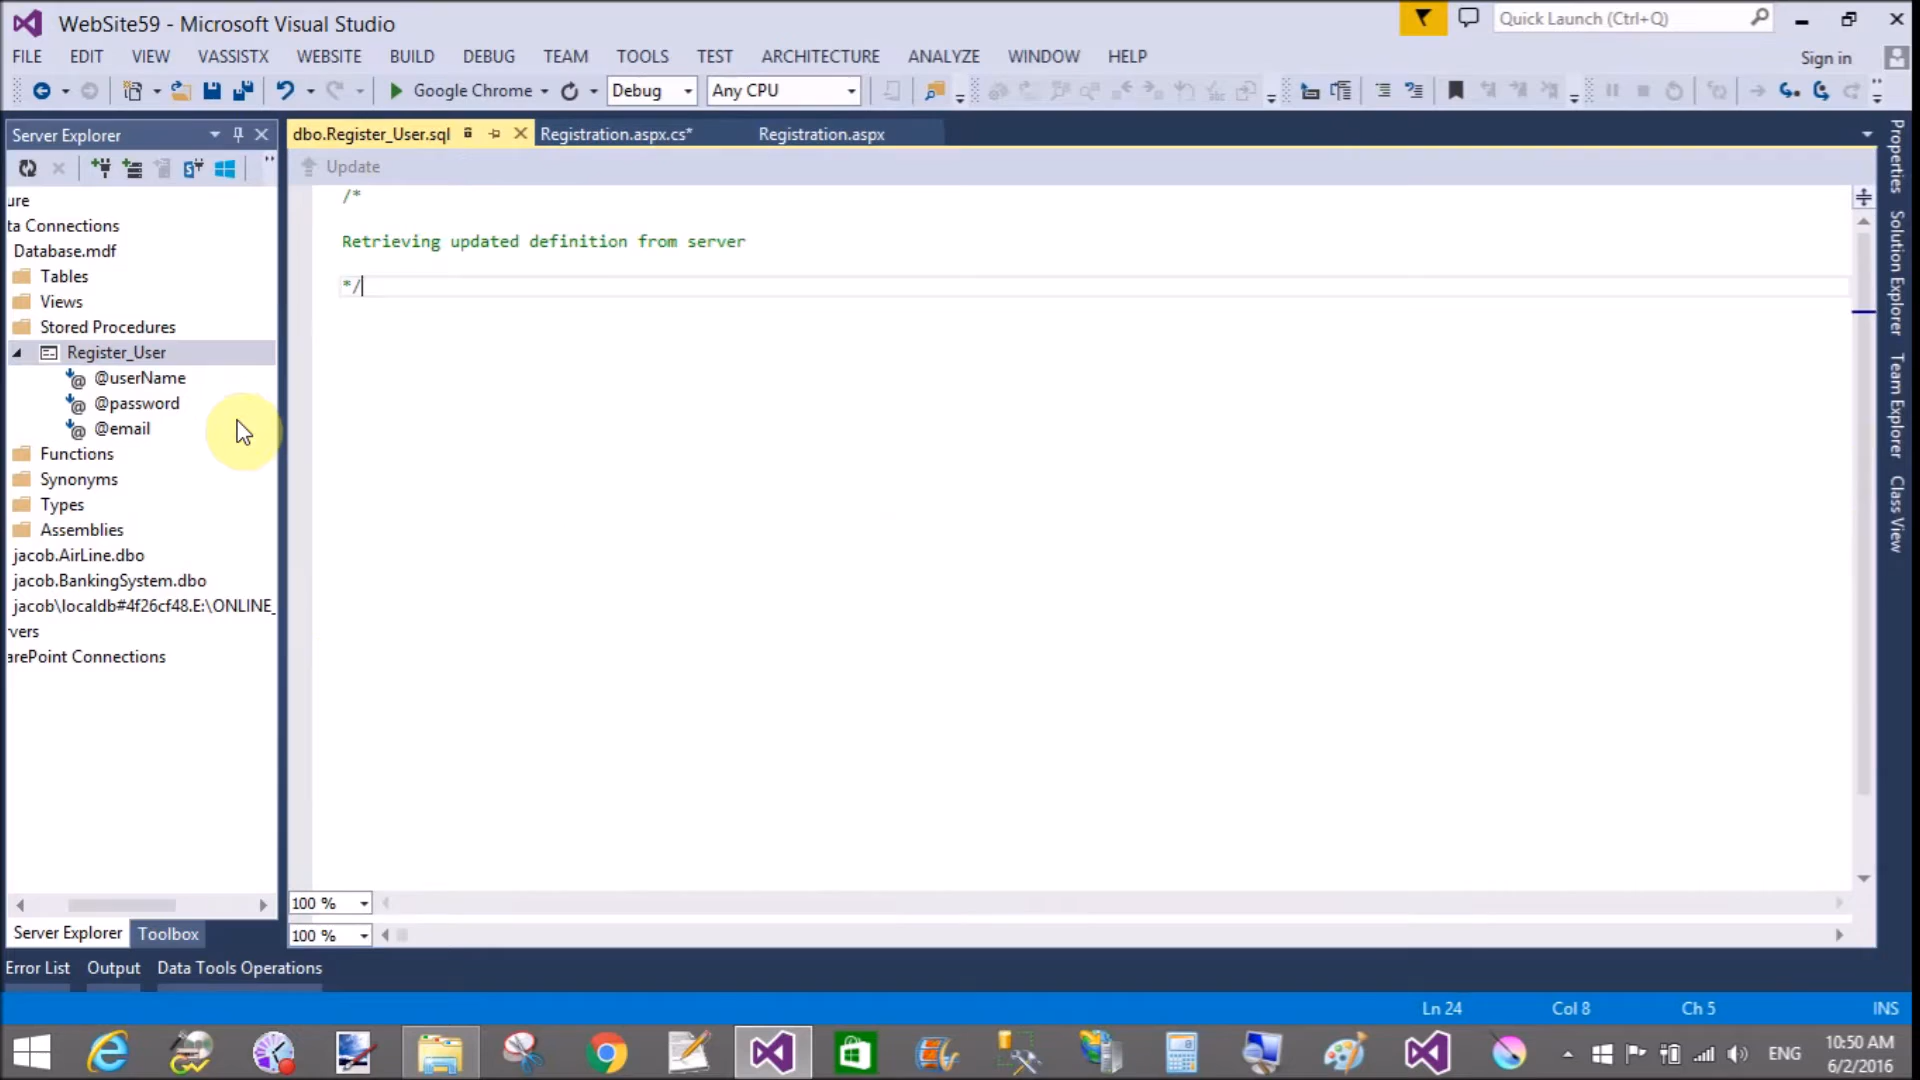 WebSite59 - Microsoft Visual Studio
Quick Launch (Ctrl+Q)
FILE EDIT VIEW VASSISTX WEBSITE BUILD DEBUG TEAM TOOLS TEST ARCHITECTURE ANALYZE WINDOW HELP
Sign in
Google Chrome Debug Any CPU
Server Explorer
dbo.Register_User.sql Registration.aspx.cs* Registration.aspx
Update
ure
ta Connections
Database.mdf
Tables
Views
Stored Procedures
Register_User
@userName
@password
@email
Functions
Synonyms
Types
Assemblies
jacob.AirLine.dbo
jacob.BankingSystem.dbo
jacob\localdb#4f26cf48.E:\ONLINE_
rvers
arePoint Connections
/*
Retrieving updated definition from server
*/
Properties
Solution Explorer
Team Explorer
Class View
100 %
100 %
Server Explorer Toolbox
Error List Output Data Tools Operations
Ln 24 Col 8 Ch 5 INS
ENG
10:50 AM
6/2/2016